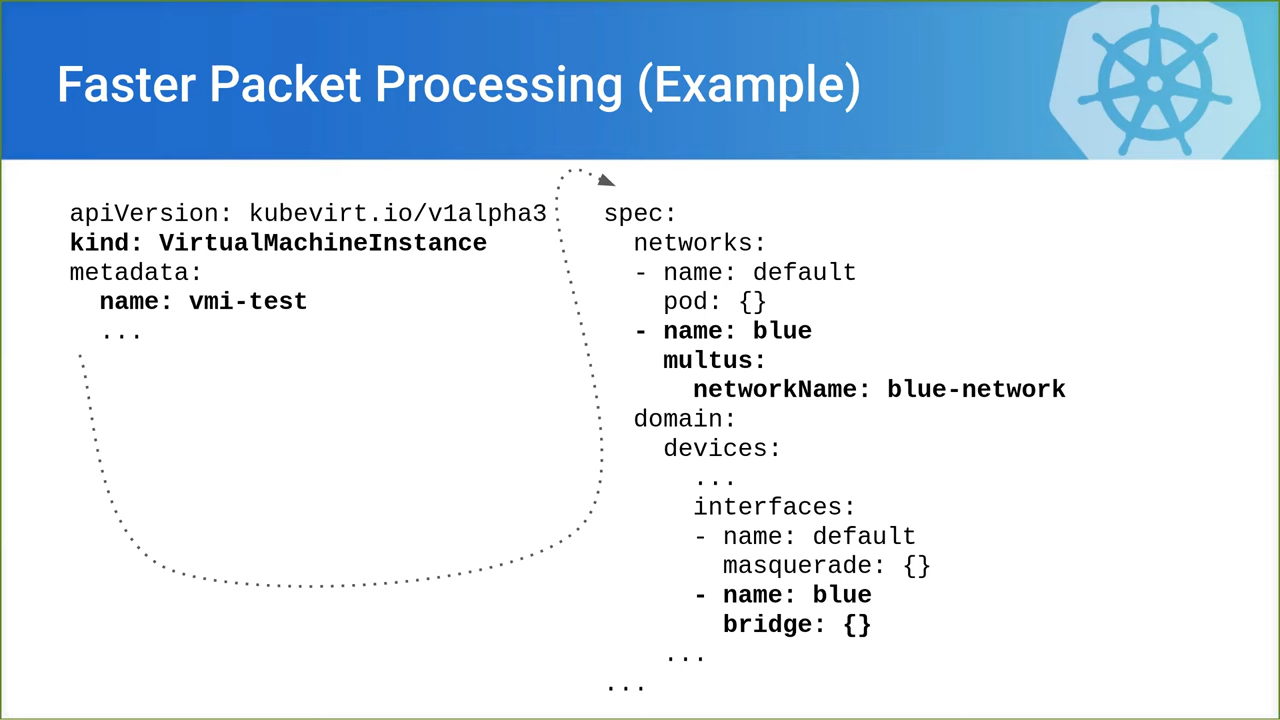 Faster Packet Processing (Example)
apiVersion: kubevirt.io/v1alpha3
kind: VirtualMachineInstance
metadata:
  name: vmi-test
  ...
spec:
  networks:
  - name: default
    pod: {}
  - name: blue
    multus:
      networkName: blue-network
  domain:
    devices:
      ...
      interfaces:
      - name: default
        masquerade: {}
      - name: blue
        bridge: {}
    ...
...